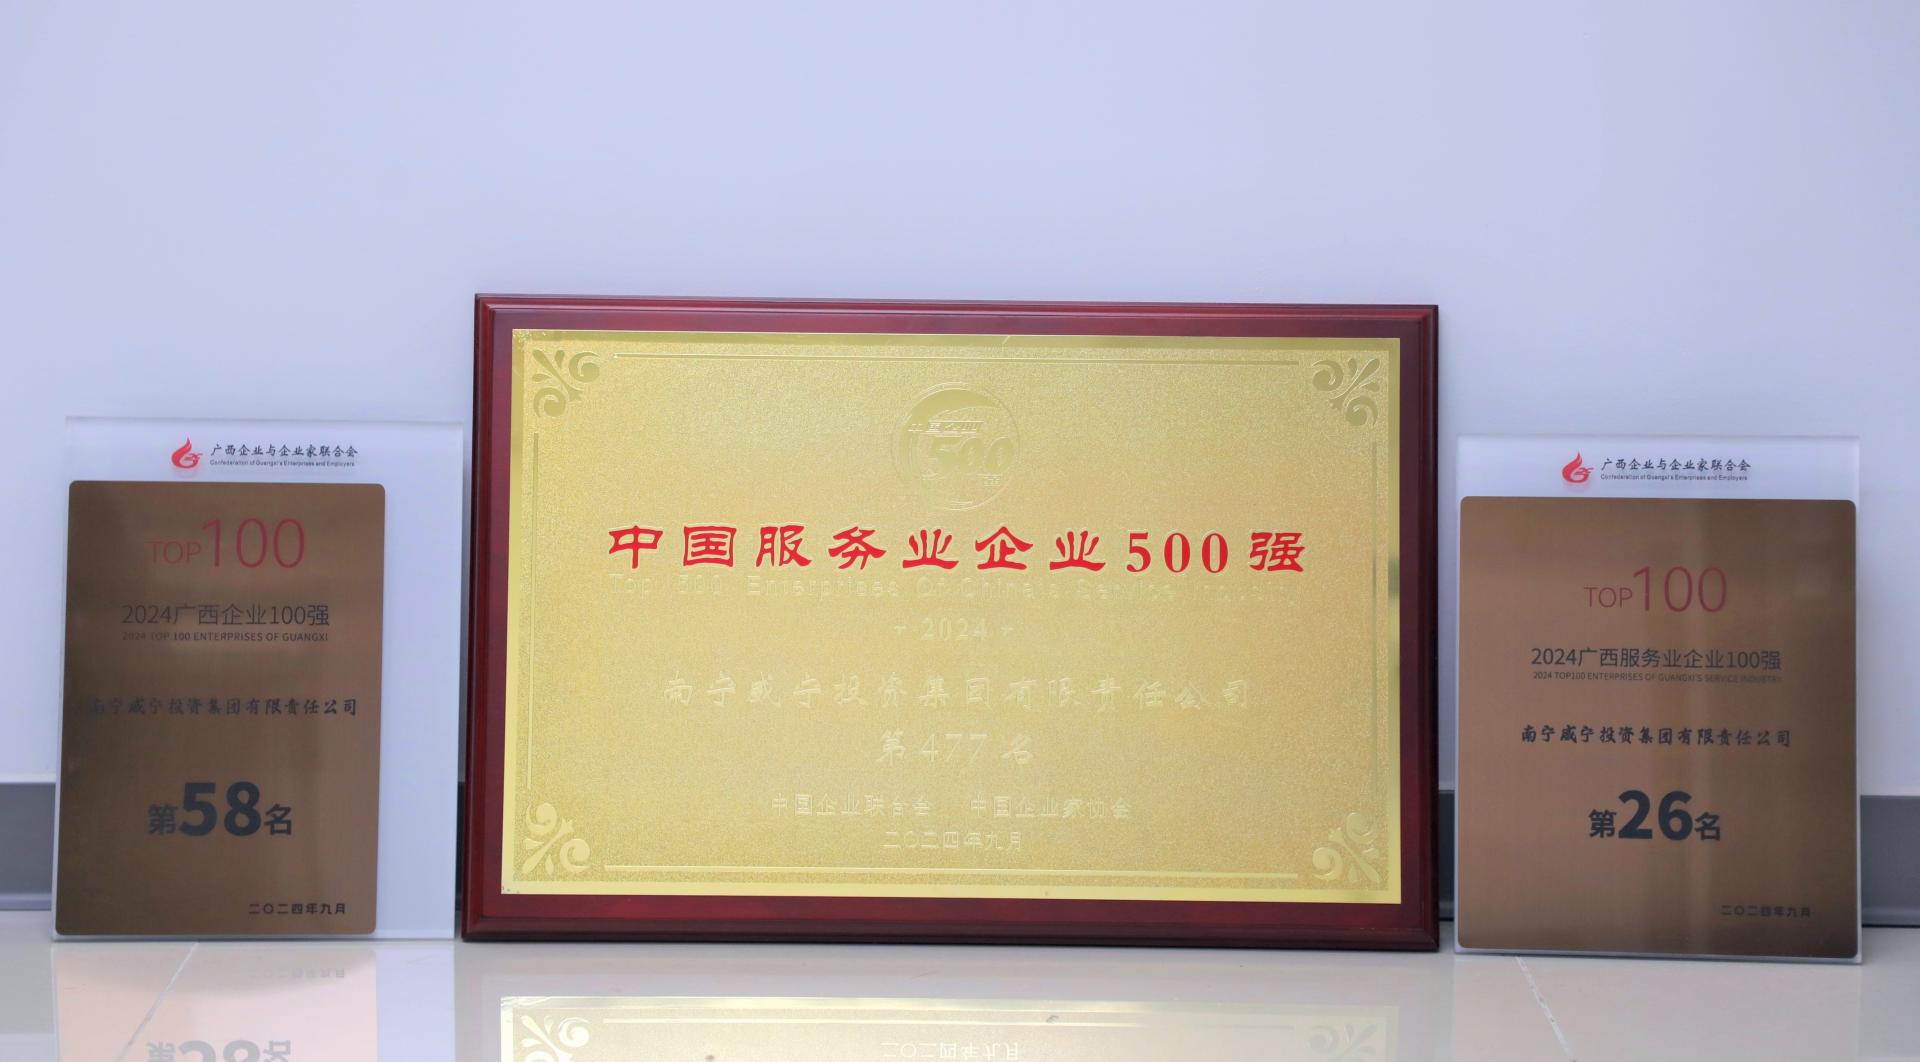 广西企业与企业家联合会
Confederation of Guangxi's Enterprises and Employers
TOP100
2024广西企业100强
2024 TOP 100 ENTERPRISES OF GUANGXI
南宁威宁投资集团有限责任公司
第58名
二〇二四年九月
中国企业
500
强
中国服务业企业500强
Top 500 Enterprises Of China's Service Industry
- 2024 -
南宁威宁投资集团有限责任公司
第477名
中国企业联合会 中国企业家协会
二〇二四年九月
广西企业与企业家联合会
Confederation of Guangxi's Enterprises and Employers
TOP100
2024广西服务业企业100强
2024 TOP100 ENTERPRISES OF GUANGXI'S SERVICE INDUSTRY
南宁威宁投资集团有限责任公司
第26名
二〇二四年九月